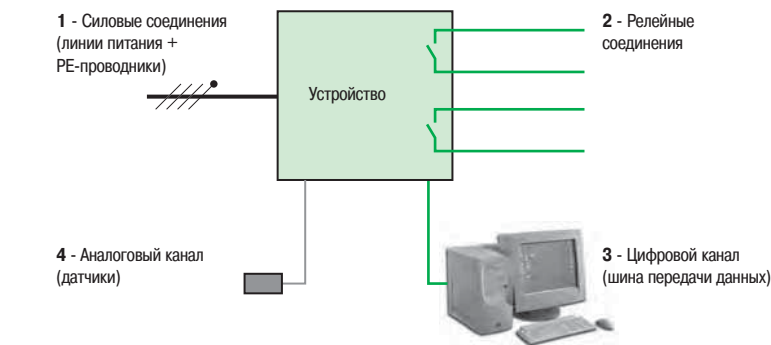 1 - Силовые соединения
(линии питания +
PE-проводники)
2 - Релейные
соединения
Устройство
4 - Аналоговый канал
(датчики)
3 - Цифровой канал
(шина передачи данных)